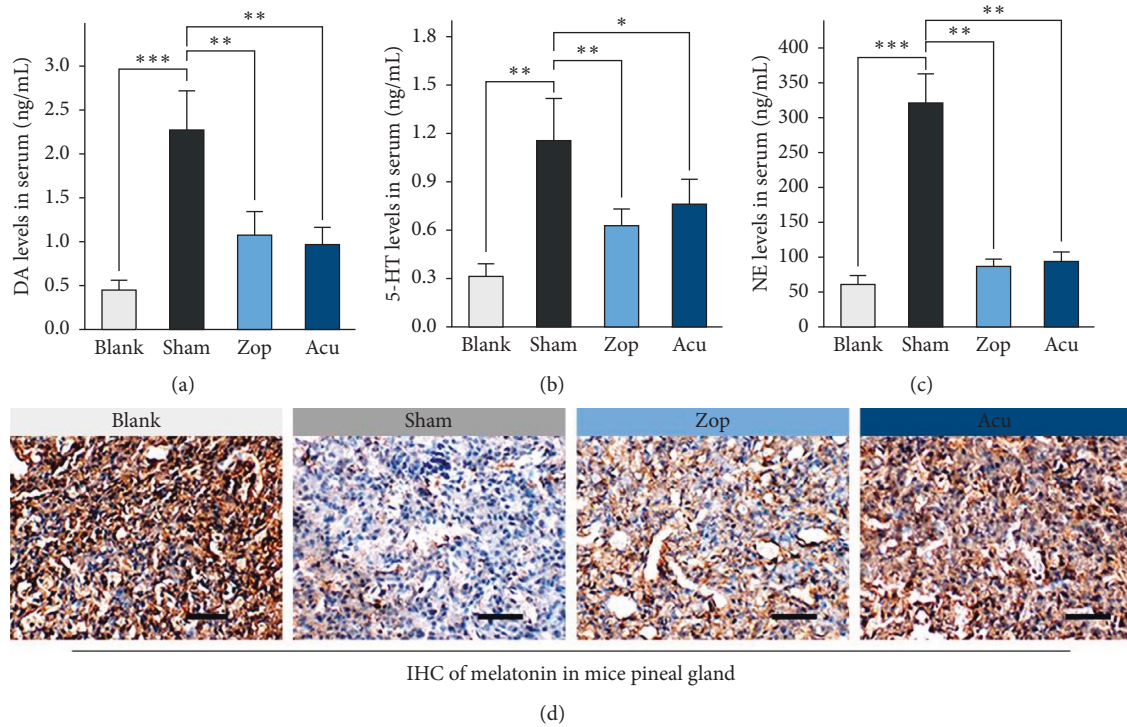 DA levels in serum (ng/mL)
3.0
2.5
2.0
1.5
1.0
0.5
0.0
***
**
**
Blank Sham Zop Acu
(a)
5-HT levels in serum (ng/mL)
1.8
1.5
1.2
0.9
0.6
0.3
0.0
**
**
*
Blank Sham Zop Acu
(b)
NE levels in serum (ng/mL)
400
350
300
250
200
150
100
50
0
***
**
**
Blank Sham Zop Acu
(c)
Blank Sham Zop Acu
IHC of melatonin in mice pineal gland
(d)